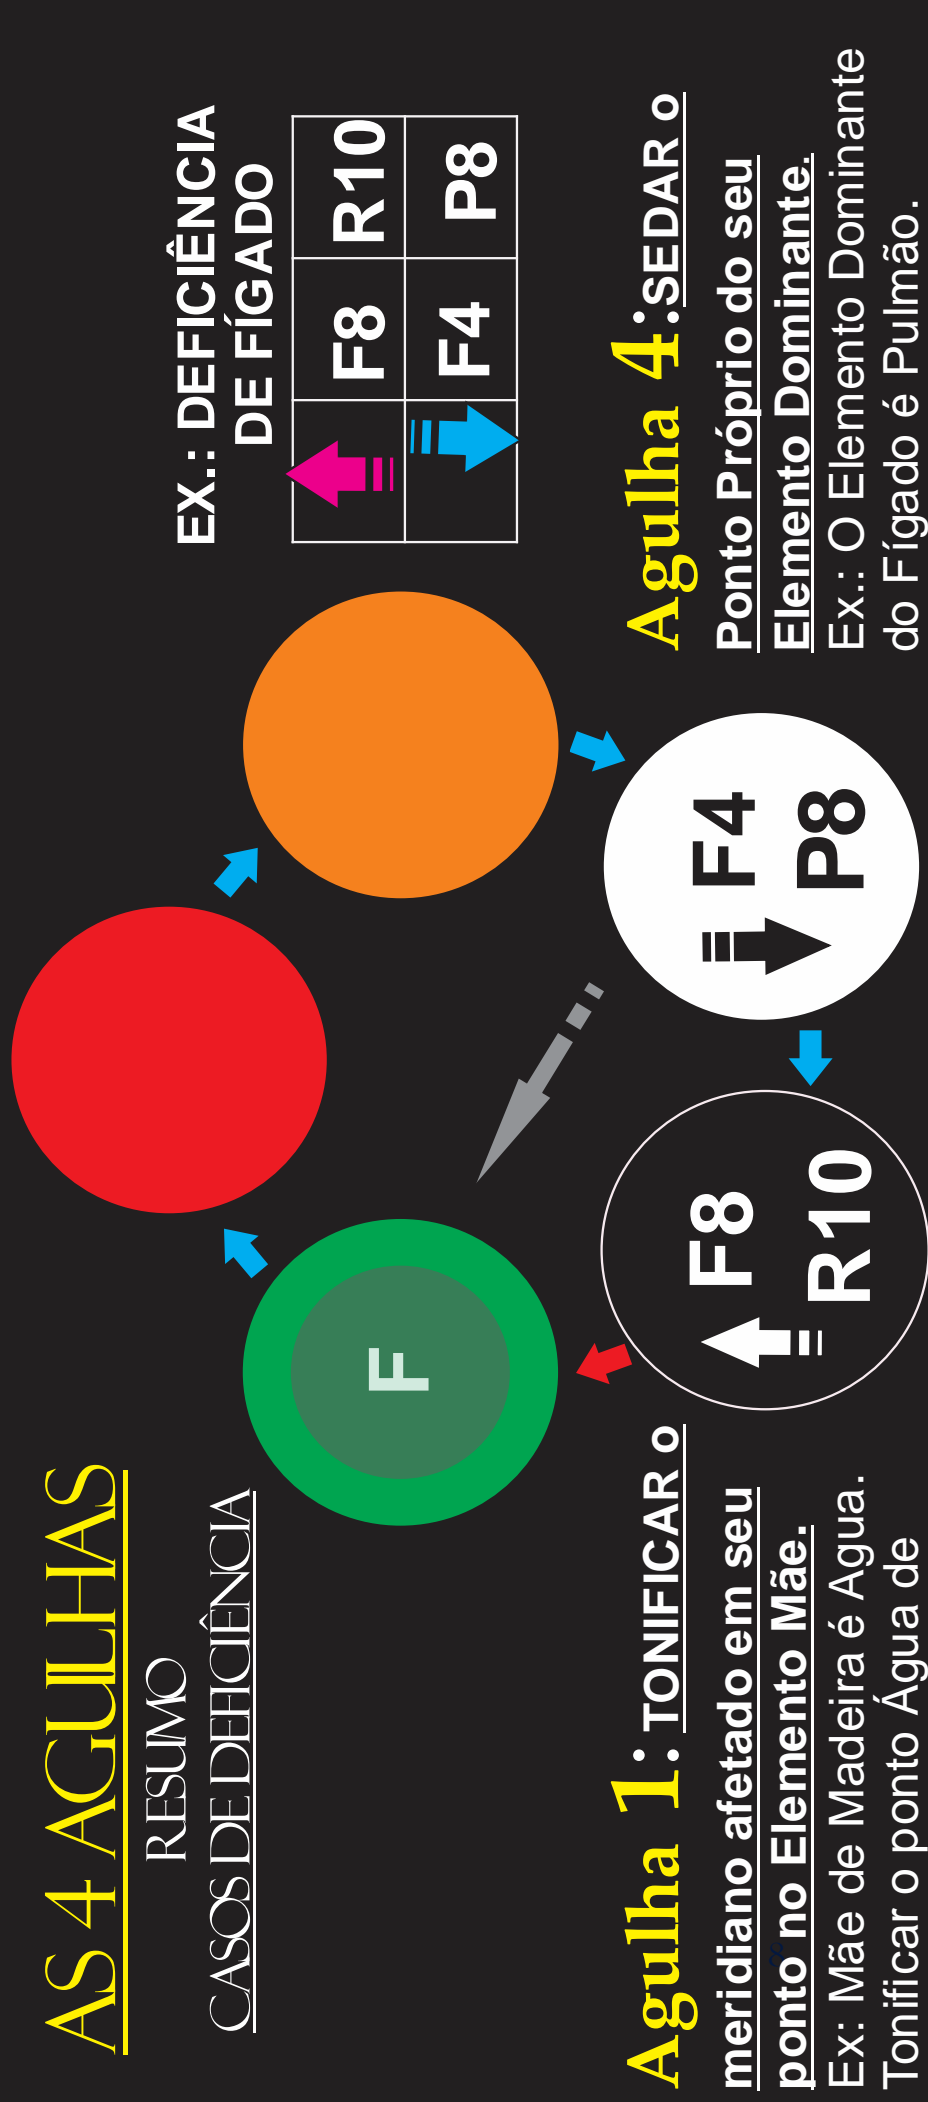 AS 4 AGULHAS
RESUMO
CASOS DE DEFICIÊNCIA
EX.: DEFICIÊNCIA
DE FÍGADO
F8 R10
F4 P8
F
F8
R10
F4
P8
Agulha 1: TONIFICAR o
meridiano afetado em seu
ponto no Elemento Mãe.
Ex: Mãe de Madeira é Agua.
Tonificar o ponto Água de
Agulha 4:SEDAR o
Ponto Próprio do seu
Elemento Dominante.
Ex.: O Elemento Dominante
do Fígado é Pulmão.